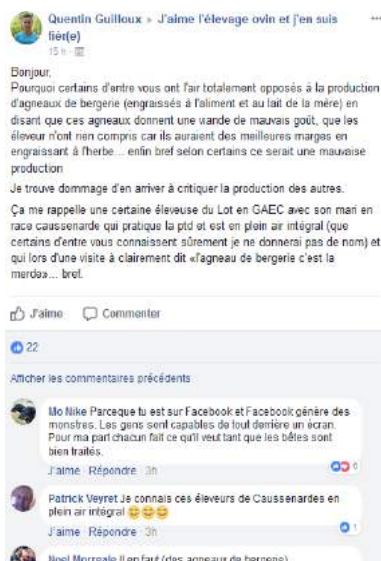 Quentin Guilloux ▸ J'aime l'élevage ovin et j'en suis
fièr(e)
15 h ·
Bonjour,
Pourquoi certains d'entre vous ont l'air totalement opposés à la production
d'agneaux de bergerie (engraissés à l'aliment et au lait de la mère) en
disant que ces agneaux donnent une viande de mauvais goût, que les
éleveur n'ont rien compris car ils auraient des meilleures marges en
engraissant à l'herbe... enfin bref selon certains ce serait une mauvaise
production
Je trouve dommage d'en arriver à critiquer la production des autres.
Ça me rappelle une certaine éleveuse du Lot en GAEC avec son mari en
race caussenarde qui pratique la ptd et est en plein air intégral (que
certains d'entre vous connaissent sûrement je ne donnerai pas de nom) et
qui lors d'une visite à clairement dit «l'agneau de bergerie c'est la
merde»... bref.
J'aime Commenter
22
Afficher les commentaires précédents
Mo Nike Parceque tu est sur Facebook et Facebook génère des
monstres. Les gens sont capables de tout derrière un écran.
Pour ma part chacun fait ce qu'il veut tant que les bêtes sont
bien traités.
J'aime · Répondre · 3h 6
Patrick Veyret Je connais ces éleveurs de Caussenardes en
plein air intégral 😂😂😂
J'aime · Répondre · 3h 1
Noel Morreale Il en faut (des agneaux de bergerie)